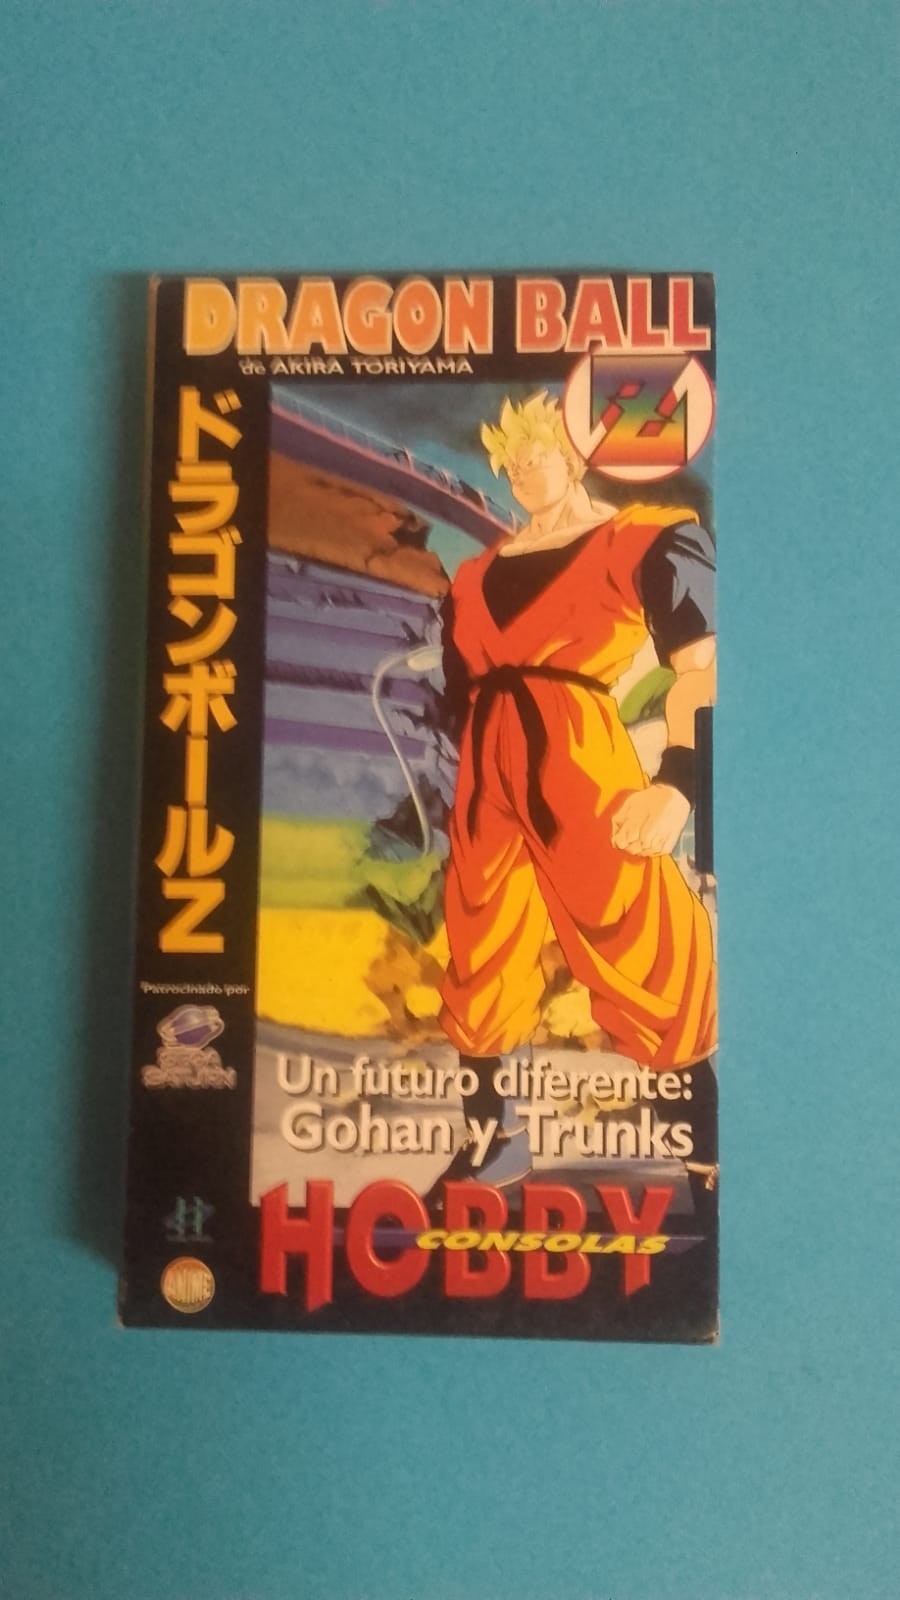 DRAGON BALL
de AKIRA TORIYAMA
Z
ドラゴンボールZ
Patrocinado por
SEGA SATURN
Un futuro diferente:
Gohan y Trunks
HOBBY
CONSOLAS
ANIME